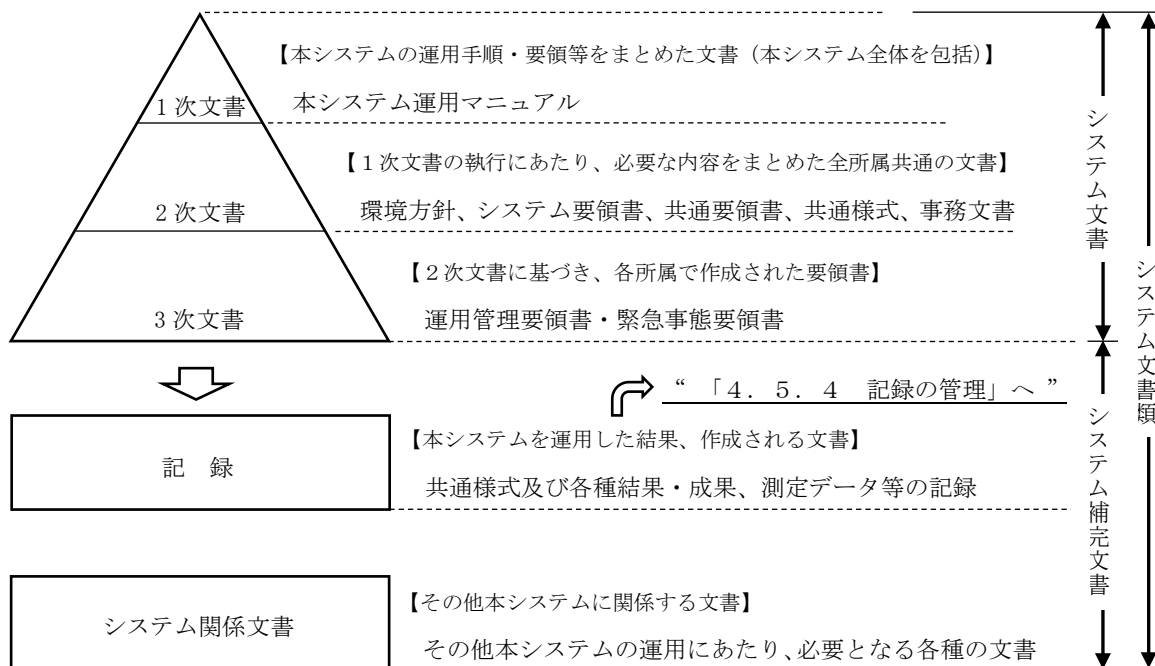 【本システムの運用手順・要領等をまとめた文書（本システム全体を包括）】
１次文書
本システム運用マニュアル
【１次文書の執行にあたり、必要な内容をまとめた全所属共通の文書】
２次文書
環境方針、システム要領書、共通要領書、共通様式、事務文書
【２次文書に基づき、各所属で作成された要領書】
３次文書
運用管理要領書・緊急事態要領書
“ 「４．５．４　記録の管理」へ ”
【本システムを運用した結果、作成される文書】
記　録
共通様式及び各種結果・成果、測定データ等の記録
【その他本システムに関係する文書】
システム関係文書
その他本システムの運用にあたり、必要となる各種の文書
システム文書
システム補完文書
システム文書類